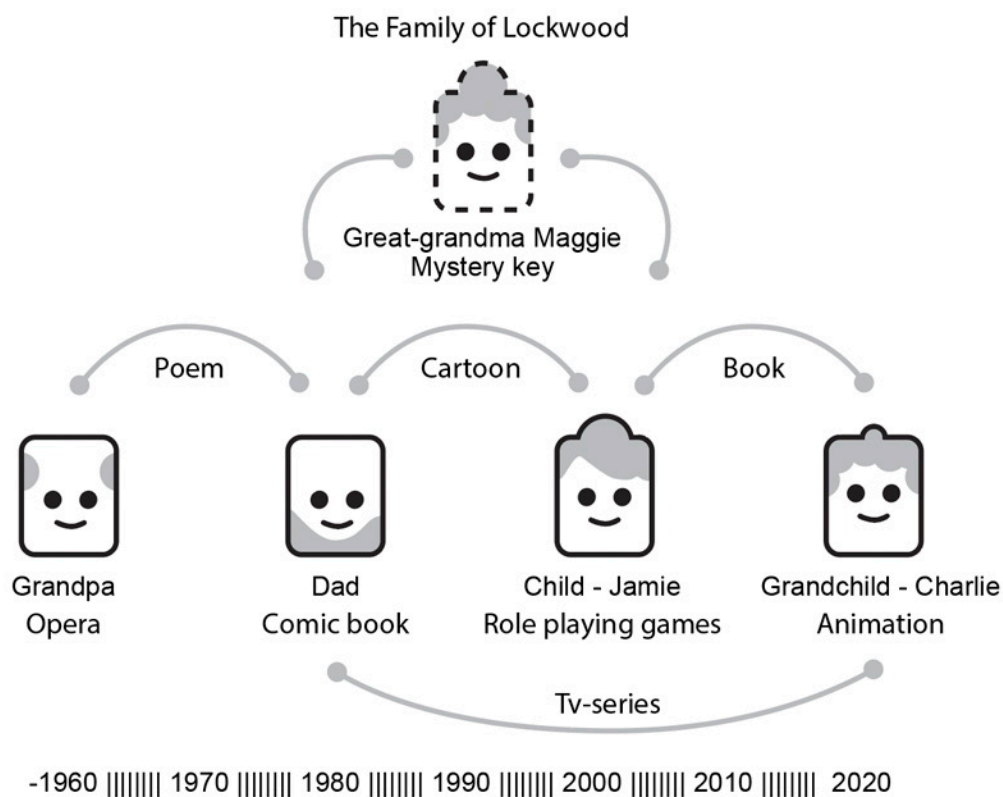 The Family of Lockwood
Great-grandma Maggie
Mystery key
Poem
Cartoon
Book
Grandpa
Opera
Dad
Comic book
Child - Jamie
Role playing games
Grandchild - Charlie
Animation
Tv-series
-1960 |||||||| 1970 |||||||| 1980 |||||||| 1990 |||||||| 2000 |||||||| 2010 |||||||| 2020